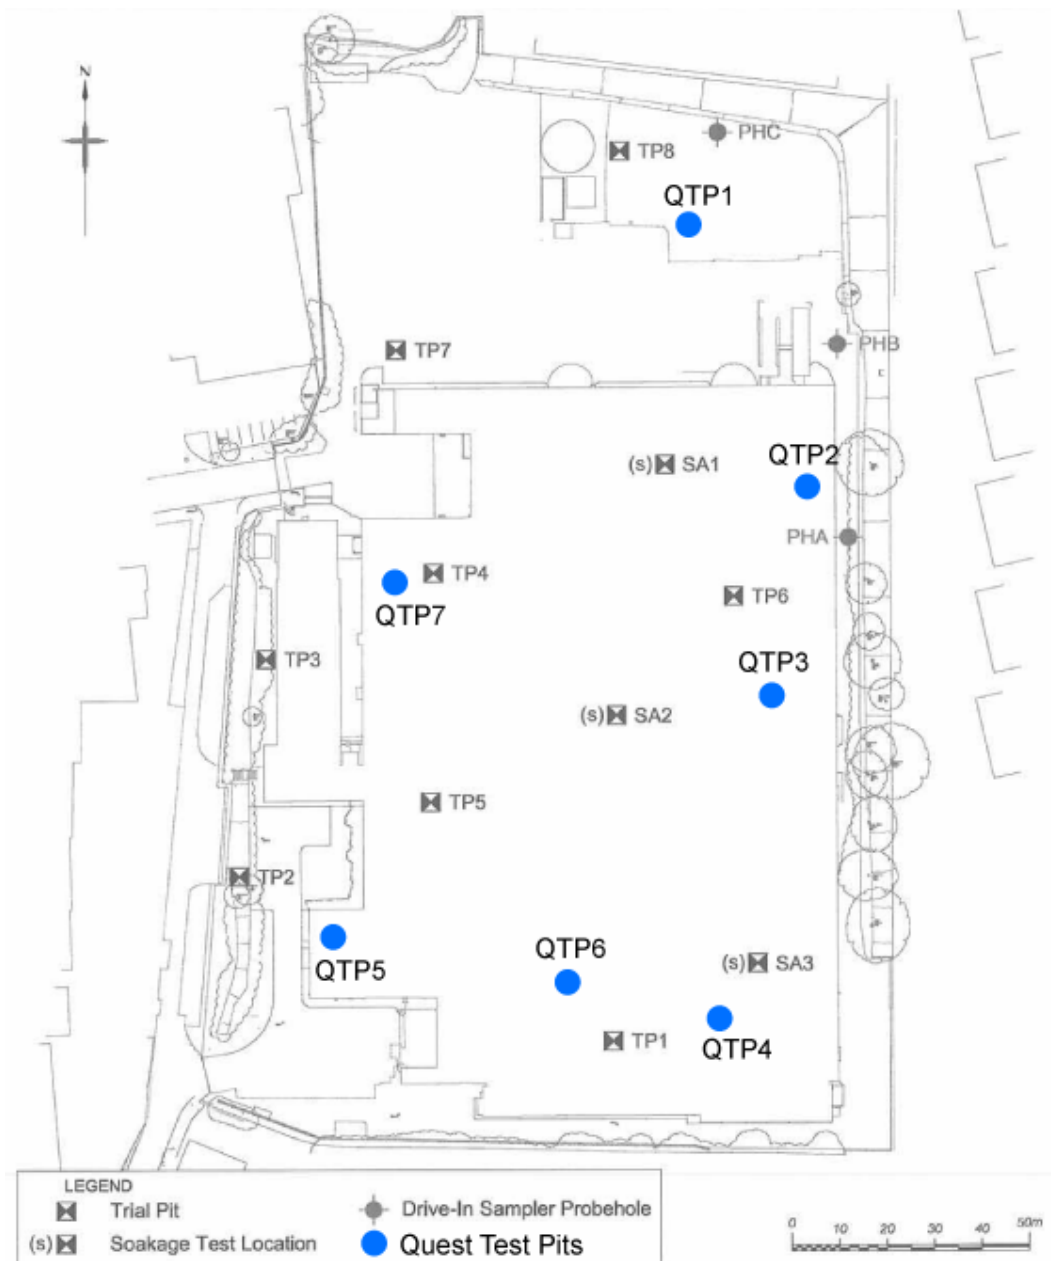 N
PHC
TP8
QTP1
TP7
PHB
QTP2
(s) SA1
PHA
TP4
TP6
QTP7
TP3
QTP3
(s) SA2
TP5
TP2
QTP5
QTP6
(s) SA3
TP1
QTP4
LEGEND
Trial Pit
Drive-In Sampler Probehole
(s) Soakage Test Location
Quest Test Pits
0 10 20 30 40 50m